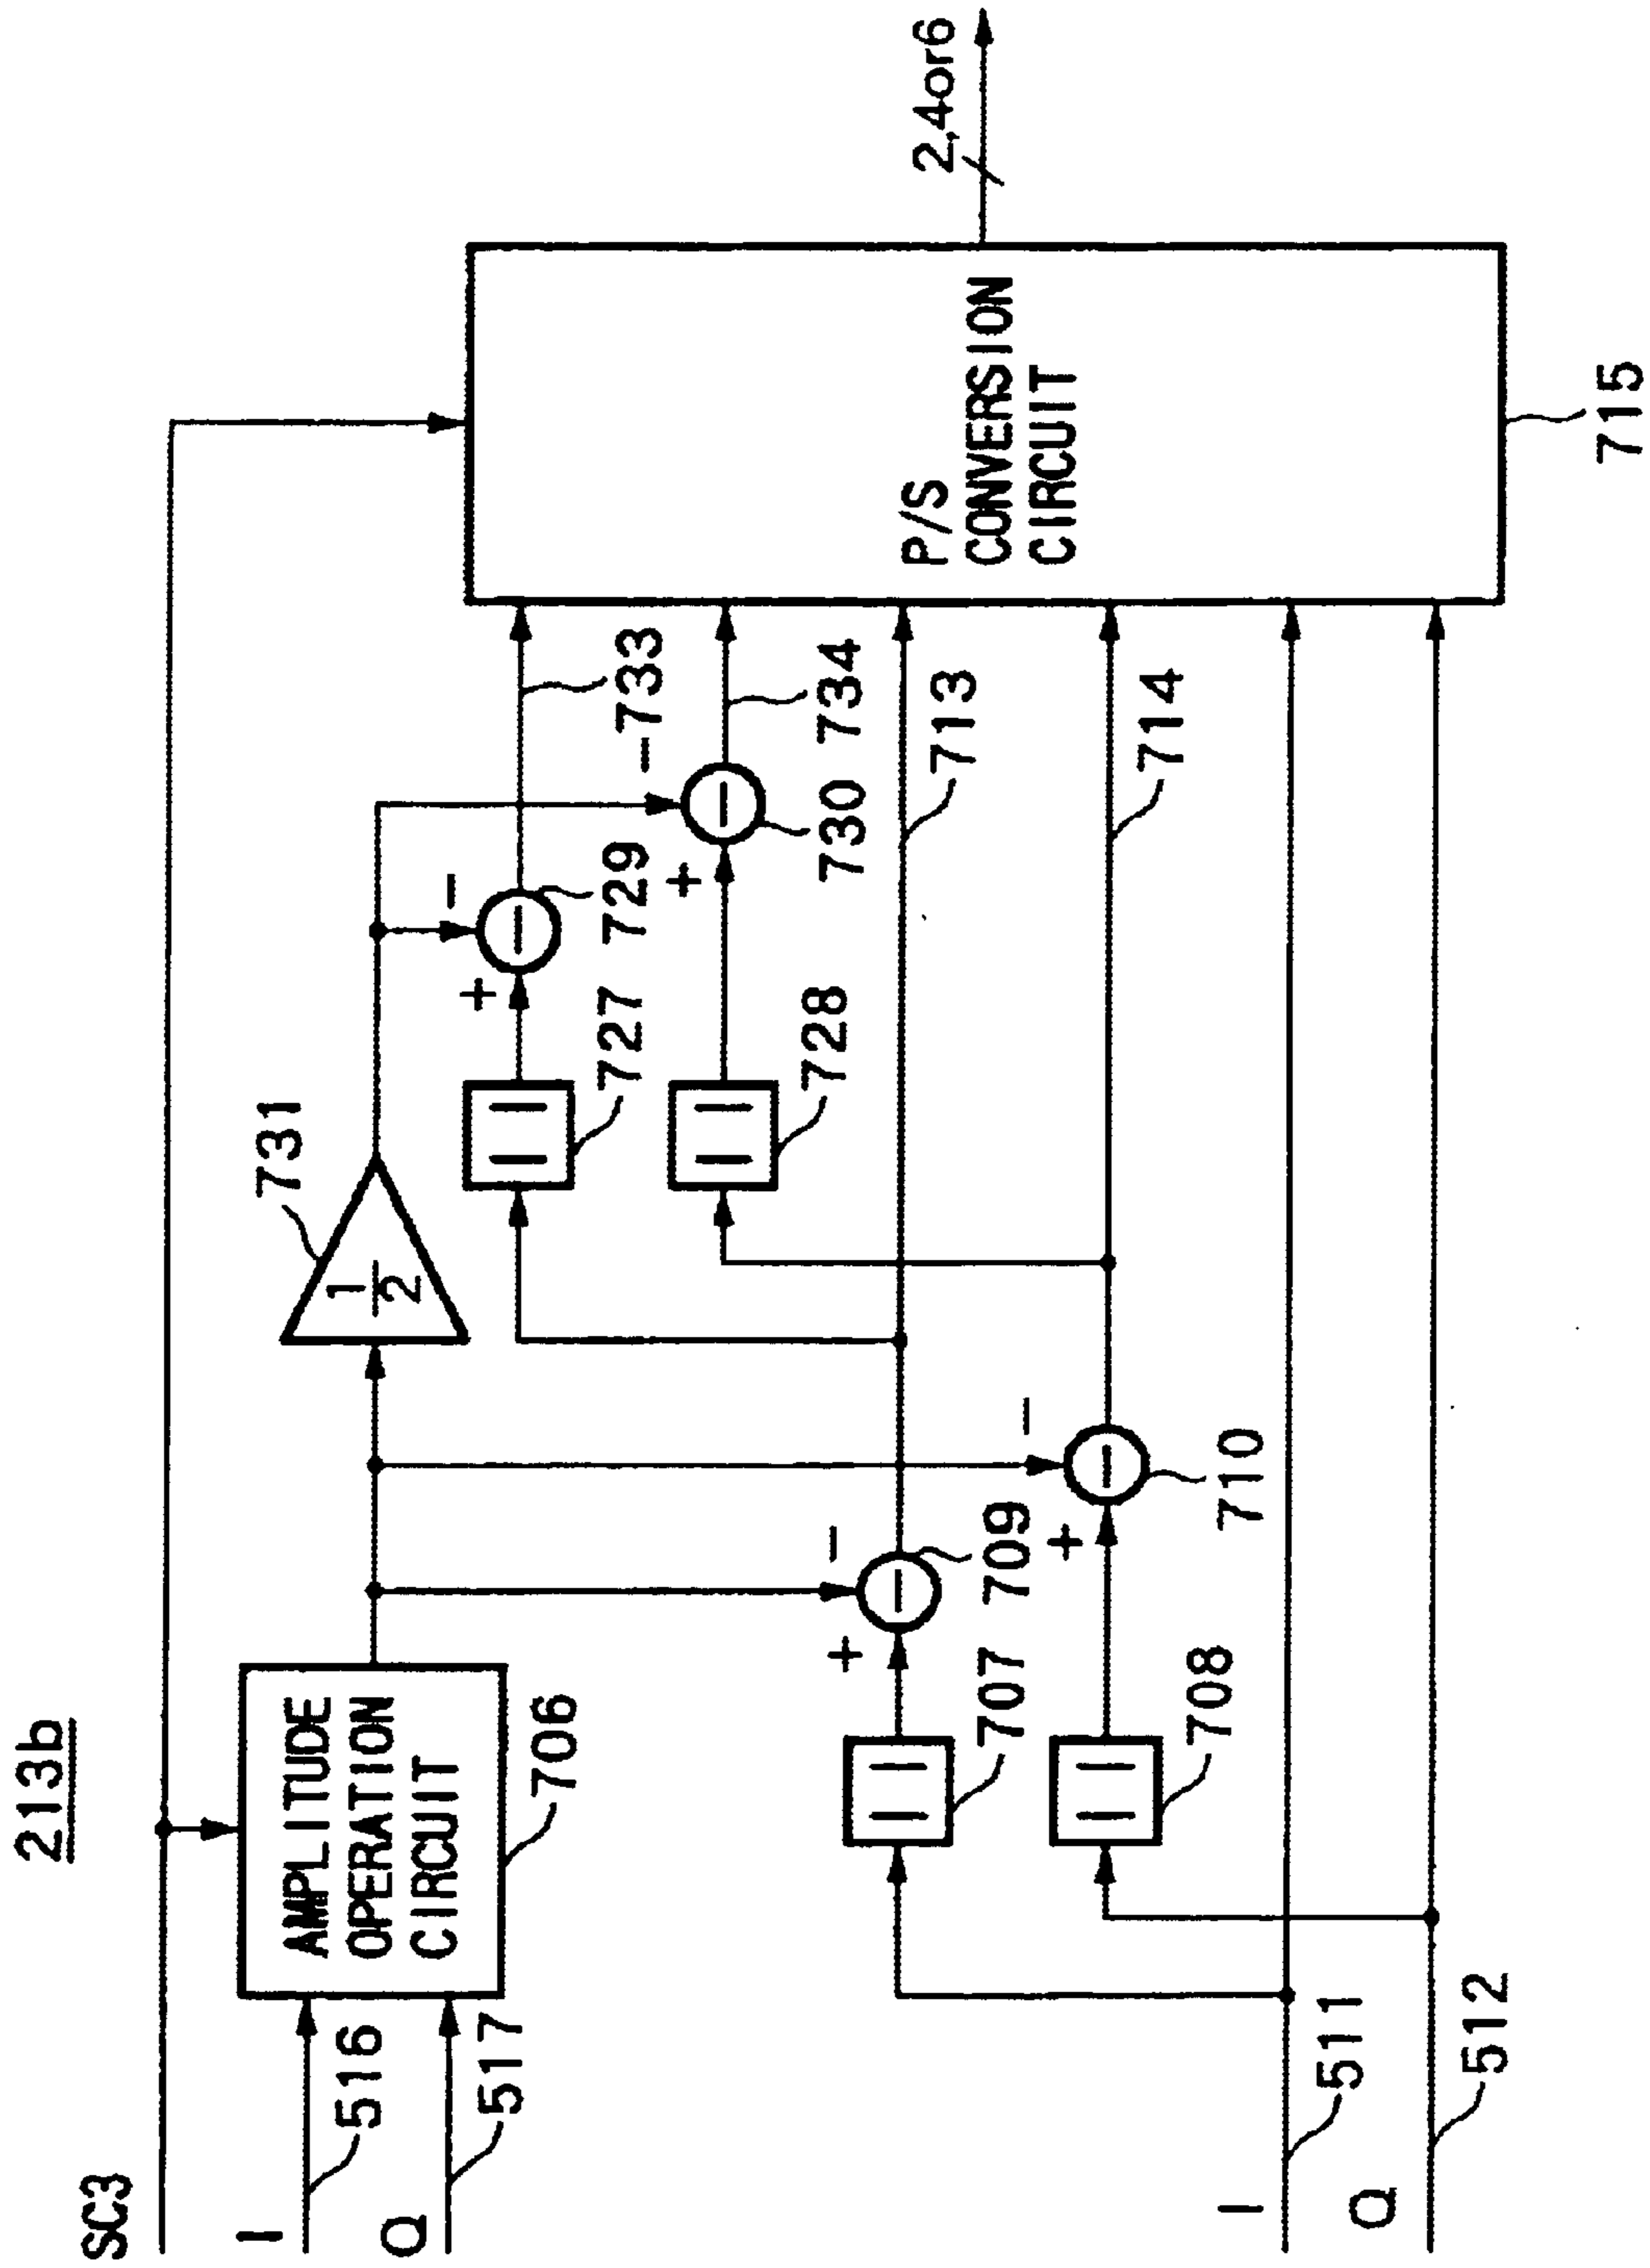 213b
SC3
I
516
Q
517
AMPLITUDE
OPERATION
CIRCUIT
706
731
1
2
I
511
Q
512
707
708
+
-
709
+
-
710
727
728
+
-
729
+
-
730
733
734
713
714
P/S
CONVERSION
CIRCUIT
715
2,4or6